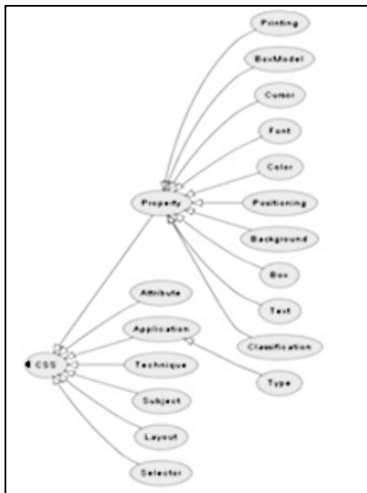 Printing
BoxModel
Cursor
Font
Color
Property
Positioning
Background
Box
Attribute
Text
Application
Classification
CSS
Technique
Type
Subject
Layout
Selector